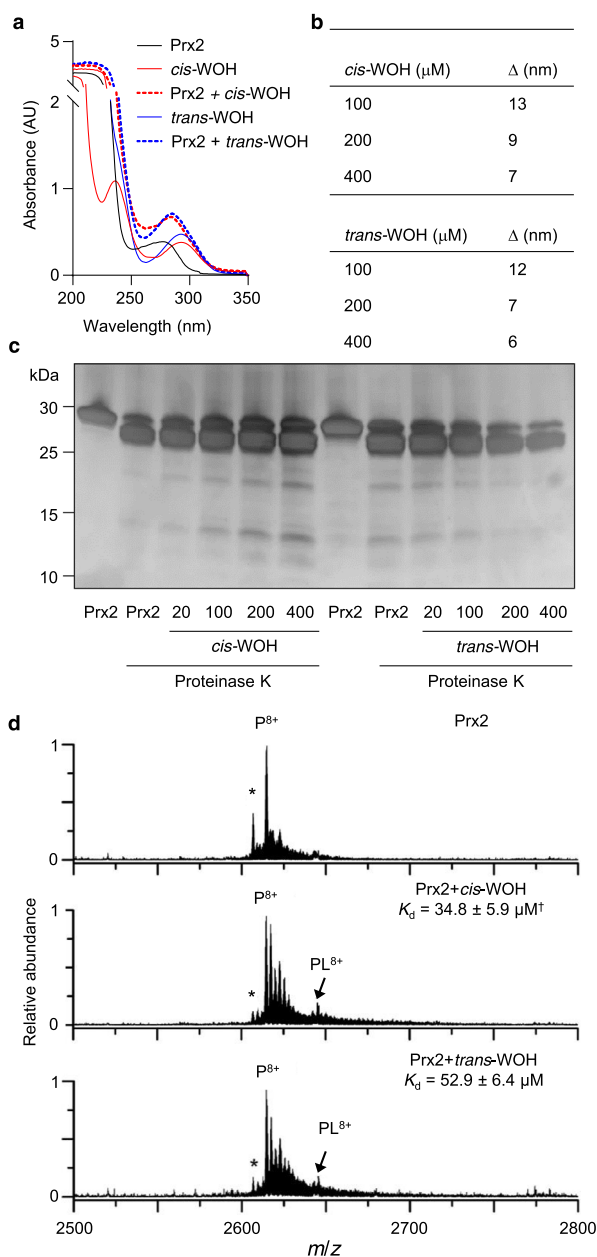 a
5
2
1
0
Absorbance (AU)
200 250 300 350
Wavelength (nm)
Prx2
cis-WOH
Prx2 + cis-WOH
trans-WOH
Prx2 + trans-WOH
b
cis-WOH (μM) Δ (nm)
100 13
200 9
400 7
trans-WOH (μM) Δ (nm)
100 12
200 7
400 6
c
kDa
30
25
15
10
Prx2 Prx2 20 100 200 400 Prx2 Prx2 20 100 200 400
cis-WOH trans-WOH
Proteinase K Proteinase K
d
Relative abundance
P8+ Prx2
1
*
0
Prx2+cis-WOH
P8+ Kd = 34.8 ± 5.9 μM†
1
PL8+
*
0
Prx2+trans-WOH
P8+ Kd = 52.9 ± 6.4 μM
1
PL8+
*
0
2500 2600 2700 2800
m/z